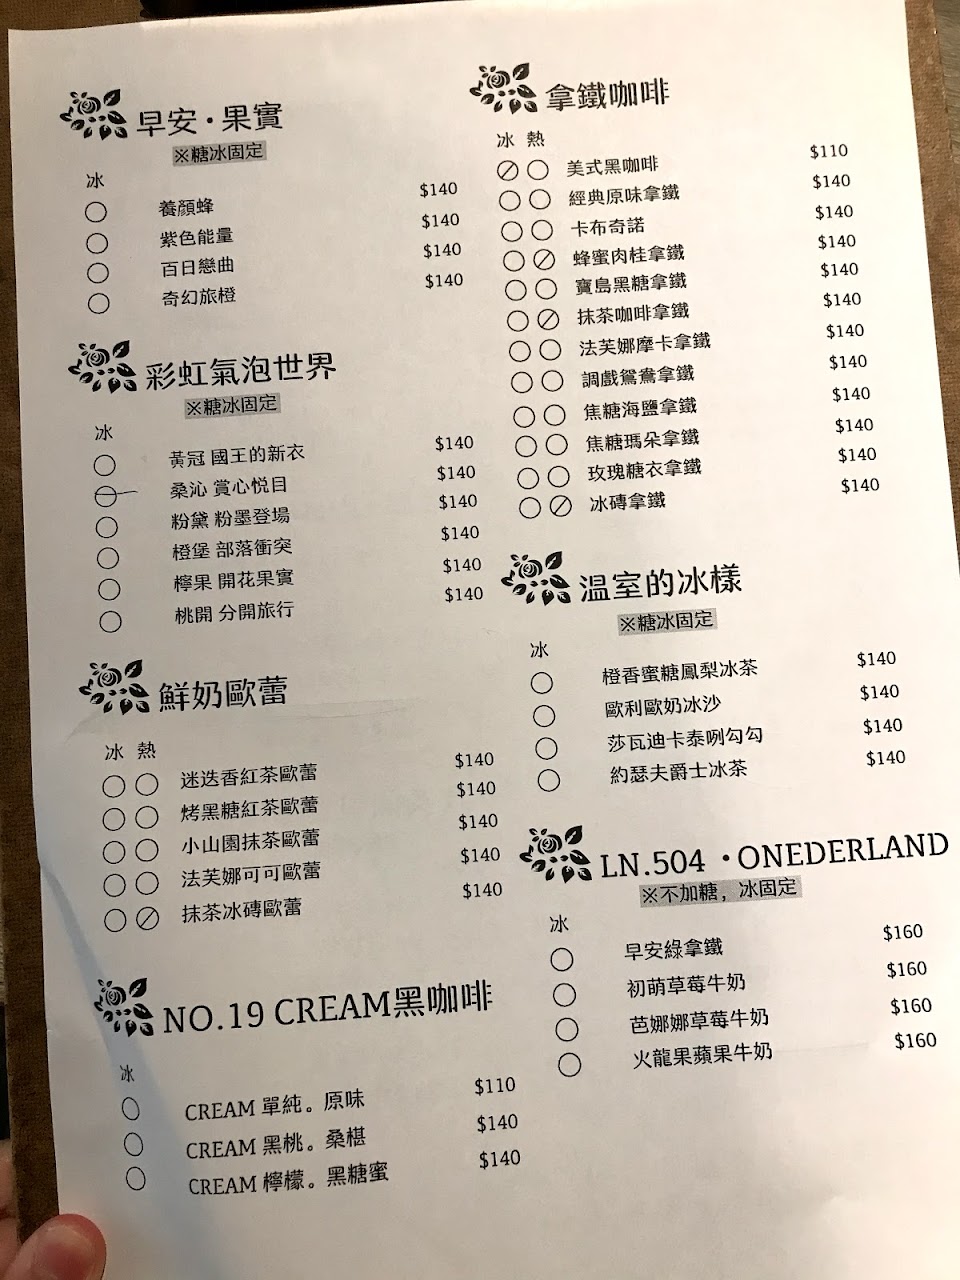 早安·果實
※糖冰固定
冰
養顏蜂 $140
紫色能量 $140
百日戀曲 $140
奇幻旅橙 $140
彩虹氣泡世界
※糖冰固定
冰
黃冠 國王的新衣 $140
桑沁 賞心悅目 $140
粉黛 粉墨登場 $140
橙堡 部落衝突 $140
檸果 開花果實 $140
桃開 分開旅行 $140
鮮奶歐蕾
冰 熱
迷迭香紅茶歐蕾 $140
烤黑糖紅茶歐蕾 $140
小山園抹茶歐蕾 $140
法芙娜可可歐蕾 $140
抹茶冰磚歐蕾 $140
NO.19 CREAM黑咖啡
冰
CREAM 單純。原味 $110
CREAM 黑桃。桑椹 $140
CREAM 檸檬。黑糖蜜 $140
拿鐵咖啡
冰 熱
美式黑咖啡 $110
經典原味拿鐵 $140
卡布奇諾 $140
蜂蜜肉桂拿鐵 $140
寶島黑糖拿鐵 $140
抹茶咖啡拿鐵 $140
法芙娜摩卡拿鐵 $140
調戲鴛鴦拿鐵 $140
焦糖海鹽拿鐵 $140
焦糖瑪朵拿鐵 $140
玫瑰糖衣拿鐵 $140
冰磚拿鐵 $140
溫室的冰樣
※糖冰固定
冰
橙香蜜糖鳳梨冰茶 $140
歐利歐奶冰沙 $140
莎瓦迪卡泰咧勾勾 $140
約瑟夫爵士冰茶 $140
LN.504 ·ONEDERLAND
※不加糖，冰固定
冰
早安綠拿鐵 $160
初萌草莓牛奶 $160
芭娜娜草莓牛奶 $160
火龍果蘋果牛奶 $160